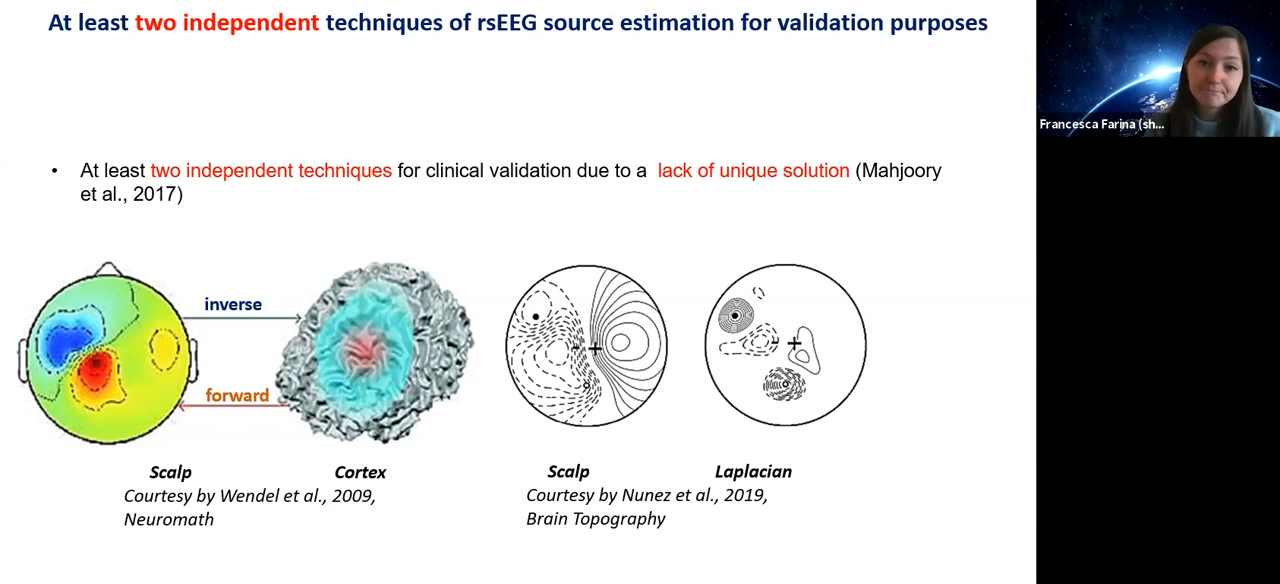 At least two independent techniques of rsEEG source estimation for validation purposes
Francesca Farina (sh...
• At least two independent techniques for clinical validation due to a lack of unique solution (Mahjoory
et al., 2017)
inverse
forward
Scalp
Cortex
Courtesy by Wendel et al., 2009,
Neuromath
Scalp
Laplacian
Courtesy by Nunez et al., 2019,
Brain Topography